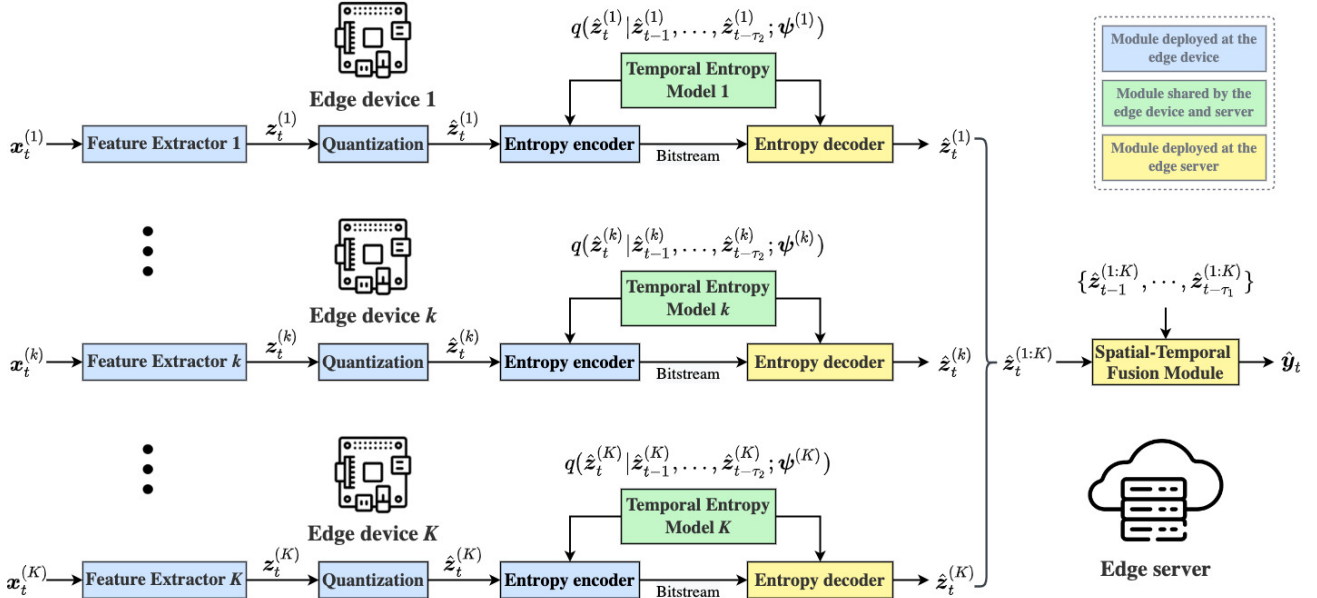 q(ẑ_t^(1)|ẑ_{t-1}^(1), . . . , ẑ_{t-τ₂}^(1); ψ^(1))
Temporal Entropy
Model 1
Edge device 1
x_t^(1)
Feature Extractor 1
z_t^(1)
Quantization
ẑ_t^(1)
Entropy encoder
Bitstream
Entropy decoder
ẑ_t^(1)
Module deployed at the
edge device
Module shared by the
edge device and server
Module deployed at the
edge server
q(ẑ_t^(k)|ẑ_{t-1}^(k), . . . , ẑ_{t-τ₂}^(k); ψ^(k))
Temporal Entropy
Model k
Edge device k
x_t^(k)
Feature Extractor k
z_t^(k)
Quantization
ẑ_t^(k)
Entropy encoder
Bitstream
Entropy decoder
ẑ_t^(k)
{ẑ_{t-1}^(1:K), · · · , ẑ_{t-τ₁}^(1:K)}
ẑ_t^(1:K)
Spatial-Temporal
Fusion Module
ŷ_t
q(ẑ_t^(K)|ẑ_{t-1}^(K), . . . , ẑ_{t-τ₂}^(K); ψ^(K))
Temporal Entropy
Model K
Edge device K
x_t^(K)
Feature Extractor K
z_t^(K)
Quantization
ẑ_t^(K)
Entropy encoder
Bitstream
Entropy decoder
ẑ_t^(K)
Edge server